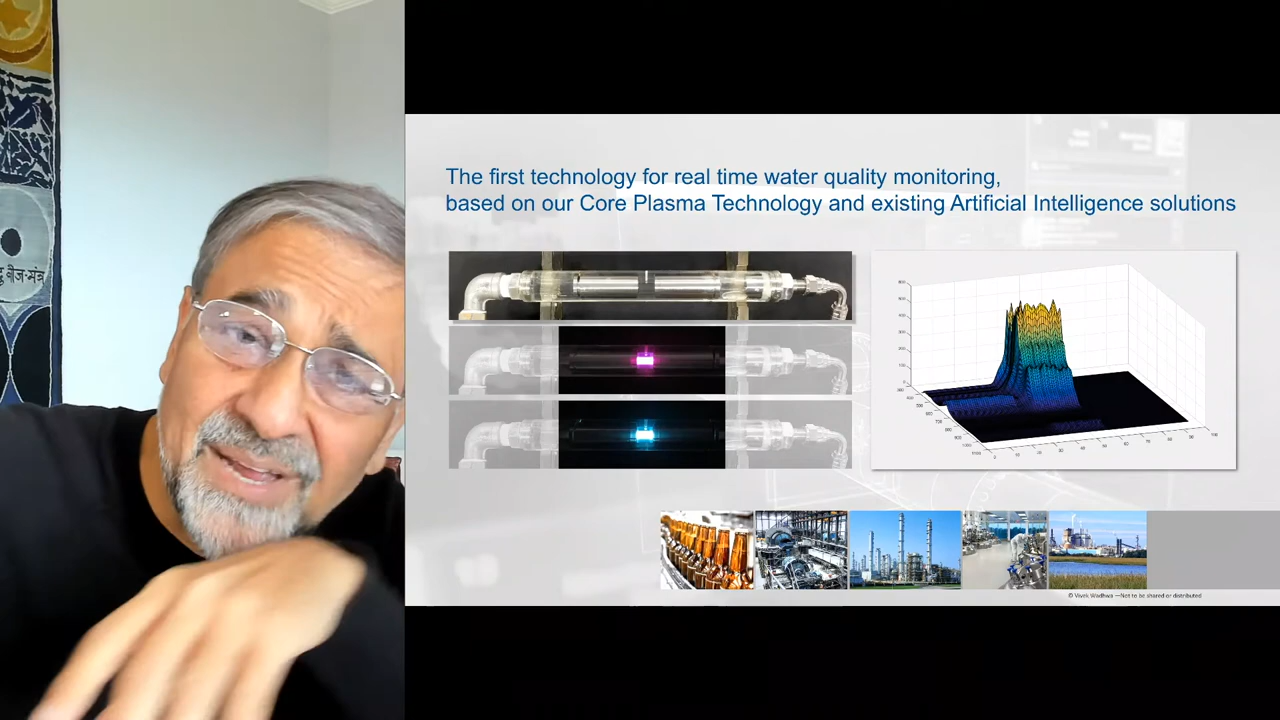 The first technology for real time water quality monitoring,
based on our Core Plasma Technology and existing Artificial Intelligence solutions
© Vivek Wadhwa —Not to be shared or distributed